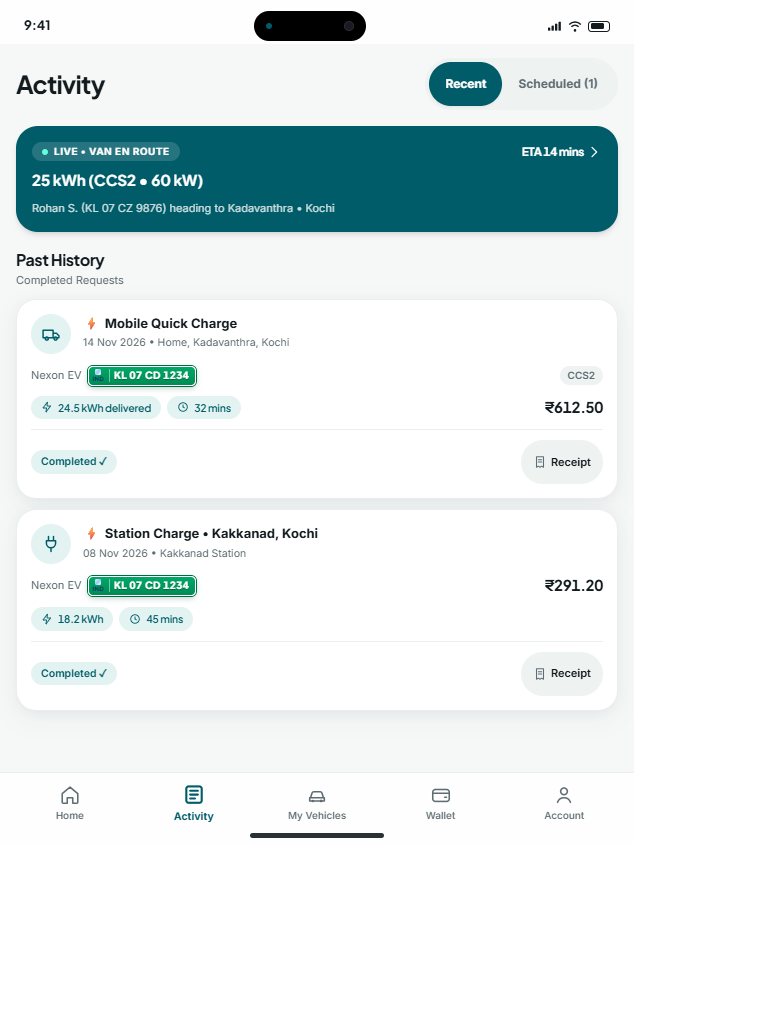 9:41
Activity
Recent
Scheduled (1)
LIVE • VAN EN ROUTE
ETA 14 mins
25 kWh (CCS2 • 60 kW)
Rohan S. (KL 07 CZ 9876) heading to Kadavanthra • Kochi
Past History
Completed Requests
Mobile Quick Charge
14 Nov 2026 • Home, Kadavanthra, Kochi
Nexon EV
KL 07 CD 1234
CCS2
24.5 kWh delivered
32 mins
₹612.50
Completed ✓
Receipt
Station Charge • Kakkanad, Kochi
08 Nov 2026 • Kakkanad Station
Nexon EV
KL 07 CD 1234
₹291.20
18.2 kWh
45 mins
Completed ✓
Receipt
Home
Activity
My Vehicles
Wallet
Account